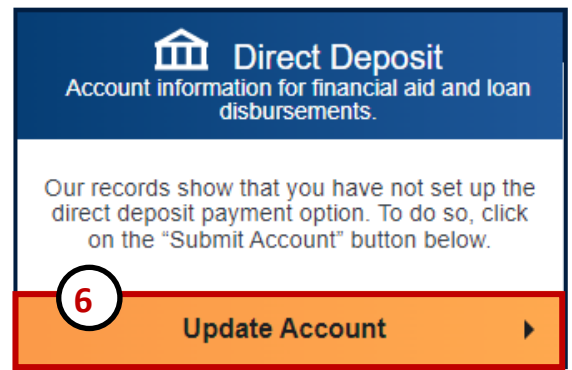 Direct Deposit
Account information for financial aid and loan
disbursements.
Our records show that you have not set up the
direct deposit payment option. To do so, click
on the “Submit Account” button below.
6
Update Account